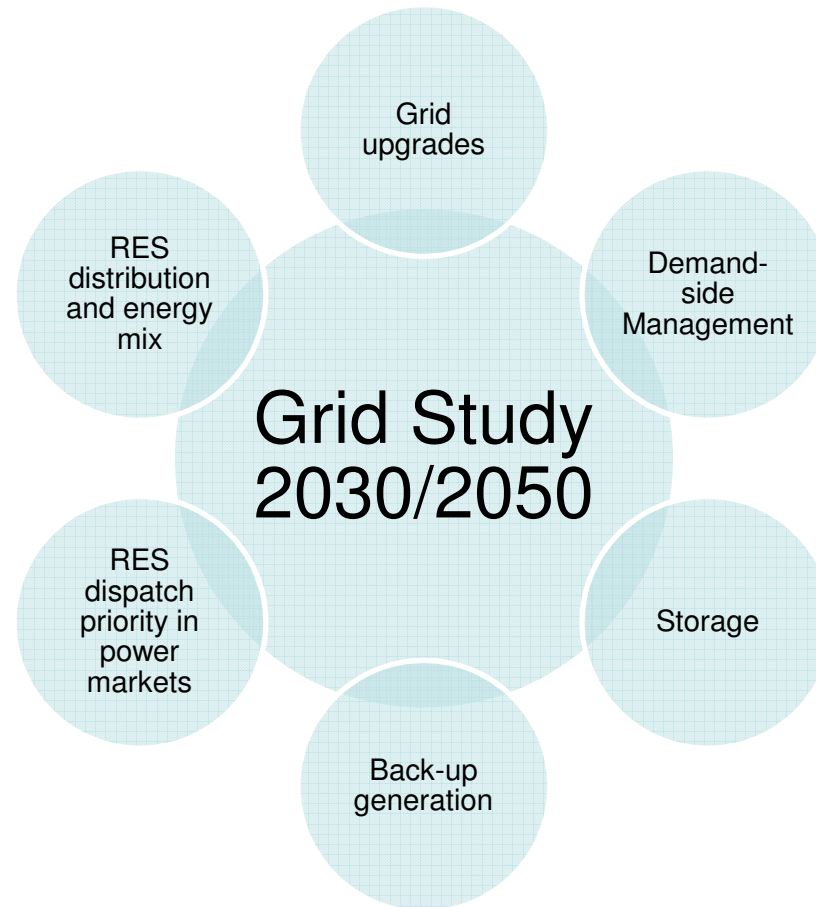 Grid
upgrades
Demand-
side
Management
Storage
Back-up
generation
RES
dispatch
priority in
power
markets
RES
distribution
and energy
mix
Grid Study
2030/2050